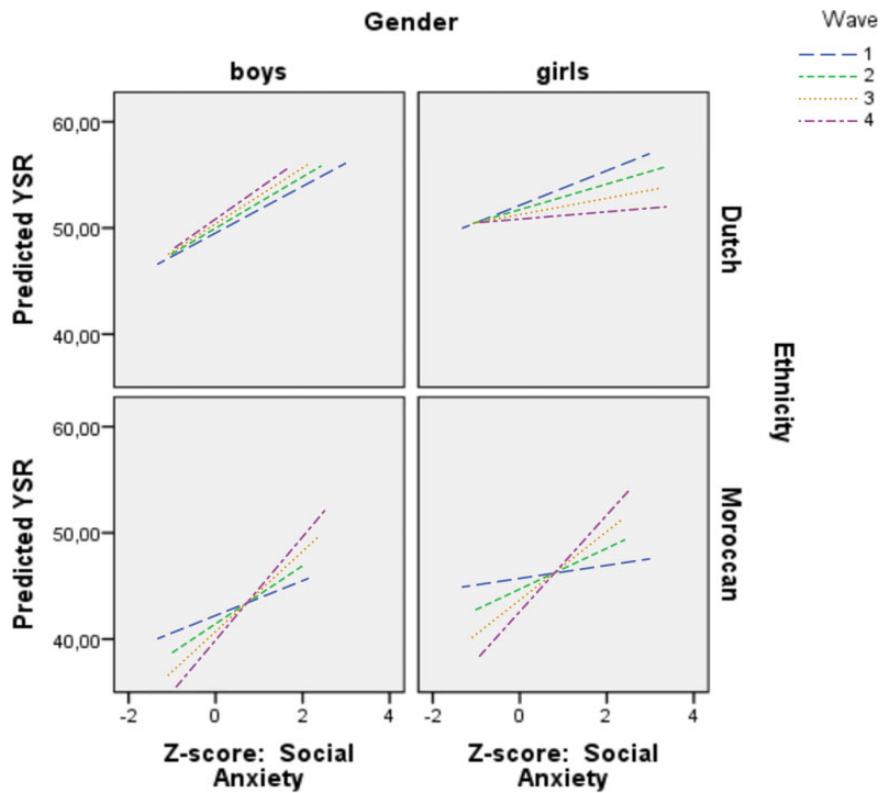 Gender
Wave
boys
girls
1
2
3
4
60,00
50,00
40,00
Predicted YSR
Dutch
Ethnicity
60,00
50,00
40,00
Predicted YSR
Moroccan
-2
0
2
4
-2
0
2
4
Z-score: Social
Anxiety
Z-score: Social
Anxiety